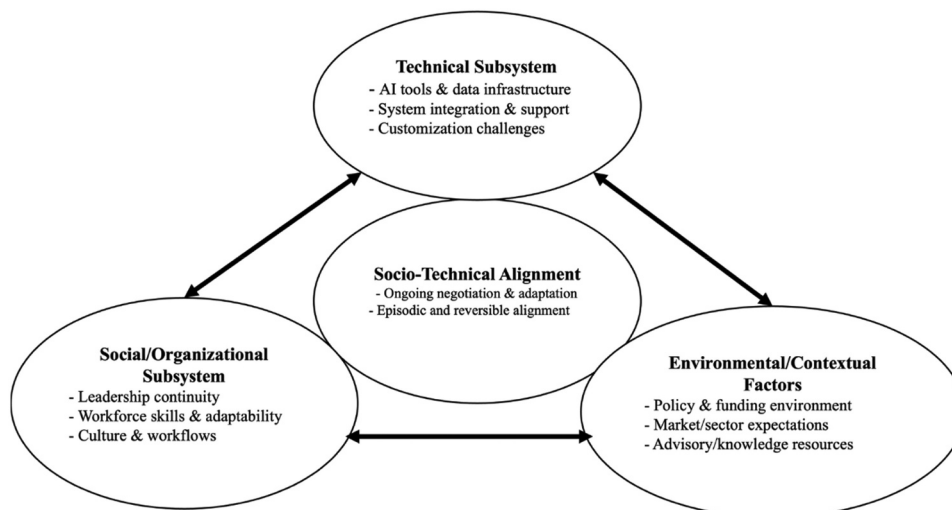 Technical Subsystem
- AI tools & data infrastructure
- System integration & support
- Customization challenges
Socio-Technical Alignment
- Ongoing negotiation & adaptation
- Episodic and reversible alignment
Social/Organizational
Subsystem
- Leadership continuity
- Workforce skills & adaptability
- Culture & workflows
Environmental/Contextual
Factors
- Policy & funding environment
- Market/sector expectations
- Advisory/knowledge resources